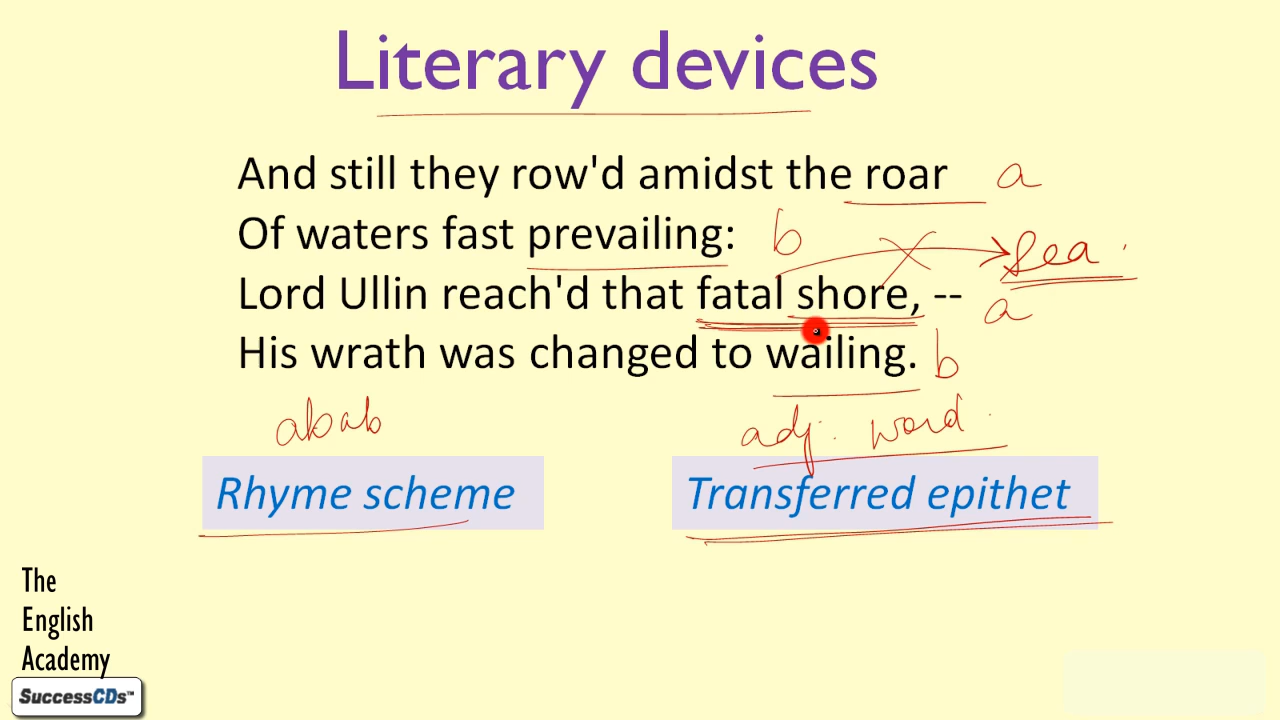 Literary devices
And still they row'd amidst the roar a
Of waters fast prevailing: b
Sea
Lord Ullin reach'd that fatal shore, -- a
His wrath was changed to wailing. b
abab
adj. word
Rhyme scheme
Transferred epithet
The
English
Academy
SuccessCDs™